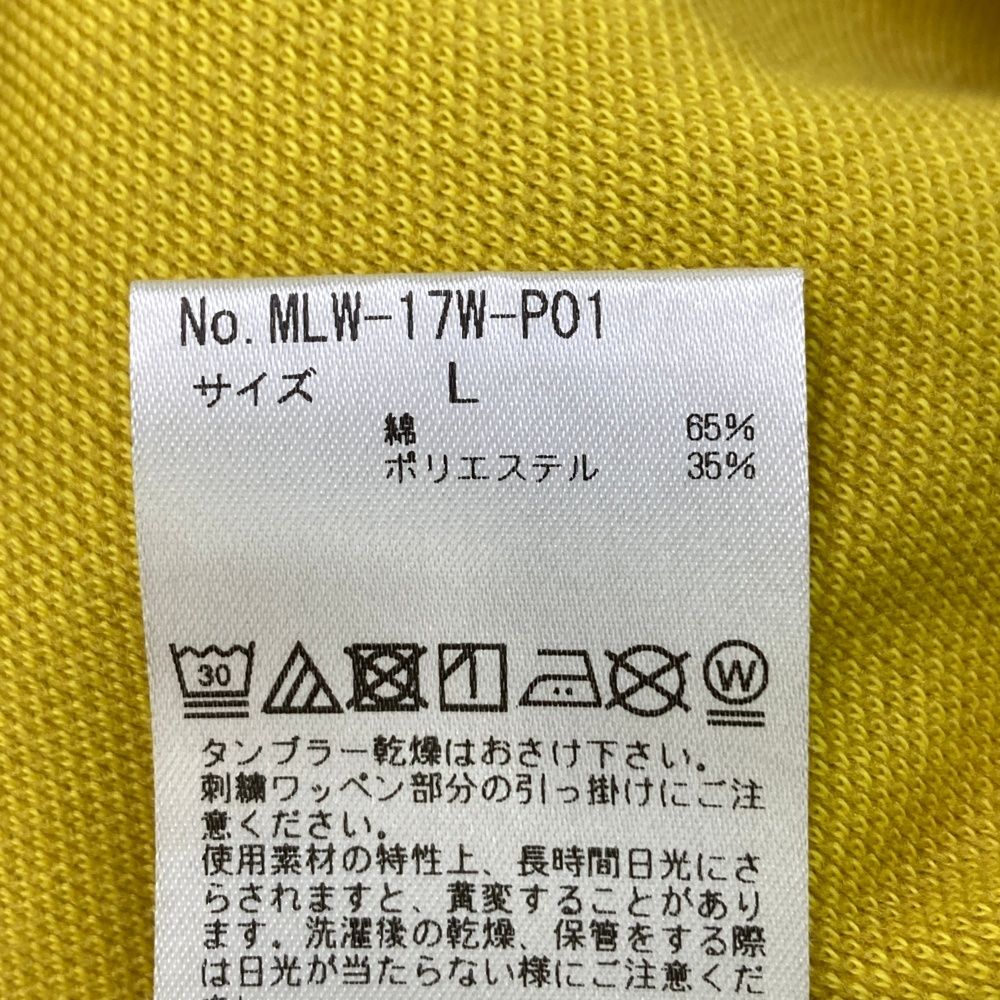 No.MLW-17W-P01
サイズ L
綿 65%
ポリエステル 35%
30
W
タンブラー乾燥はおさけ下さい。
刺繍ワッペン部分の引っ掛けにご注
意ください。
使用素材の特性上、長時間日光にさ
らされますと、黄変することがあり
ます。洗濯後の乾燥、保管をする際
は日光が当たらない様にご注意くだ